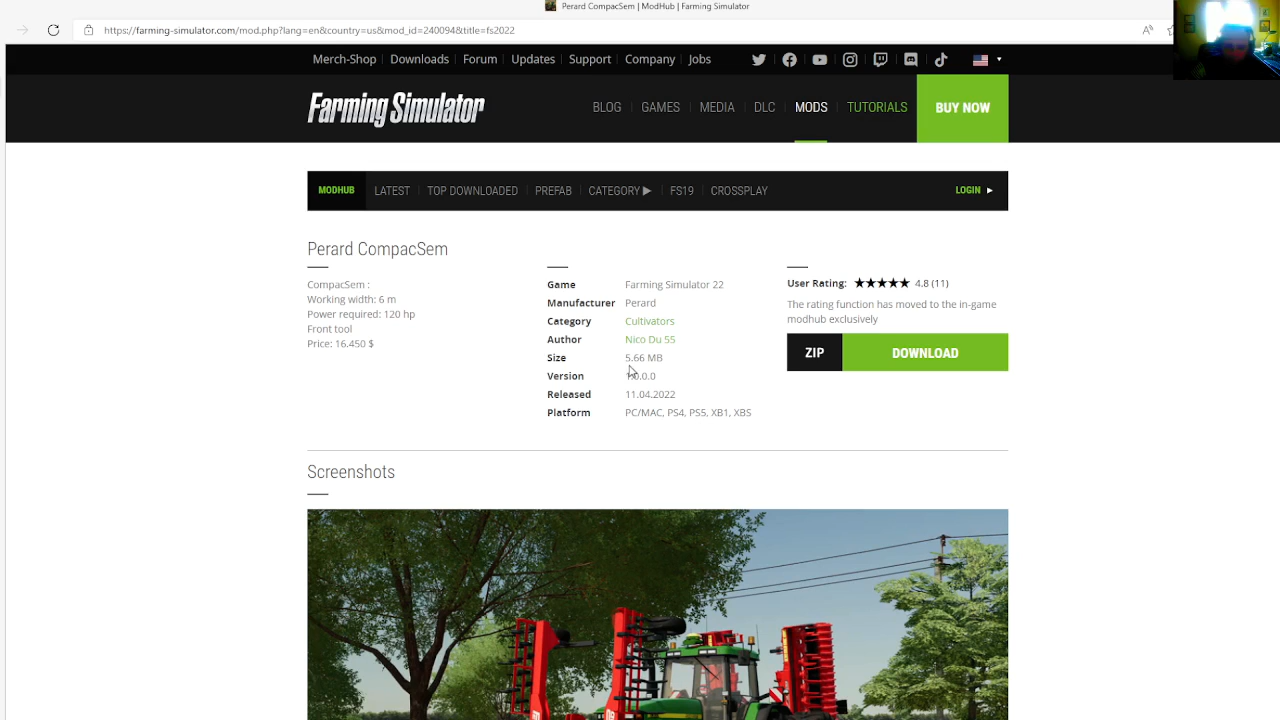 Perard CompacSem | ModHub | Farming Simulator
https://farming-simulator.com/mod.php?lang=en&country=us&mod_id=240094&title=fs2022
Merch-Shop Downloads Forum Updates Support Company Jobs
Farming Simulator
BLOG GAMES MEDIA DLC MODS TUTORIALS BUY NOW
MODHUB LATEST TOP DOWNLOADED PREFAB CATEGORY FS19 CROSSPLAY LOGIN
Perard CompacSem
CompacSem :
Working width: 6 m
Power required: 120 hp
Front tool
Price: 16.450 $
Game Farming Simulator 22
Manufacturer Perard
Category Cultivators
Author Nico Du 55
Size 5.66 MB
Version 1.0.0.0
Released 11.04.2022
Platform PC/MAC, PS4, PS5, XB1, XBS
User Rating: 4.8 (11)
The rating function has moved to the in-game
modhub exclusively
ZIP DOWNLOAD
Screenshots